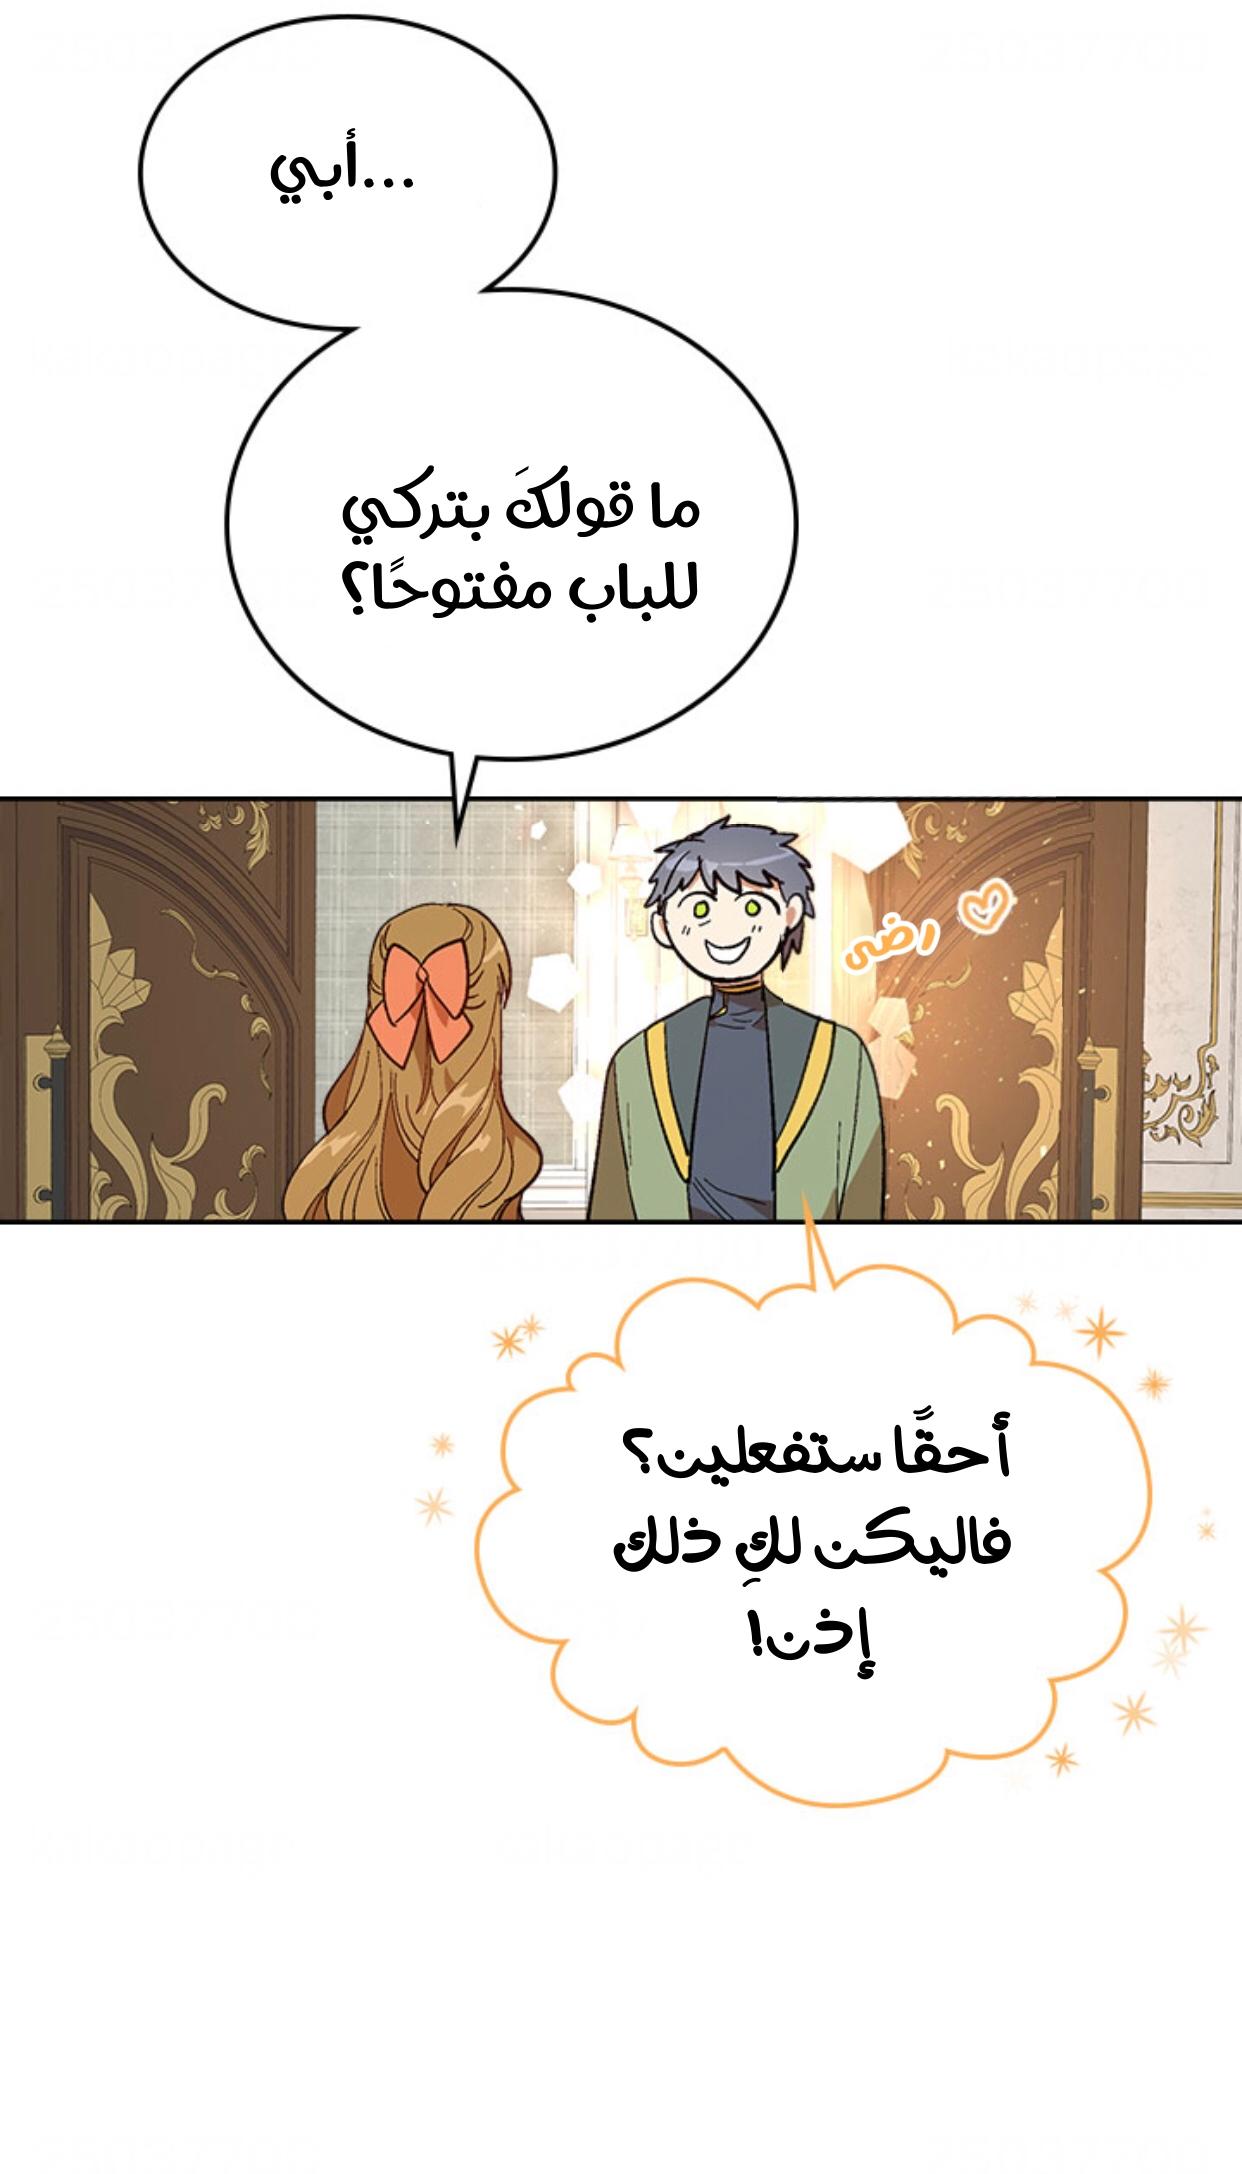 ...أبي
ما قولكَ بتركي
للباب مفتوحًا؟
رضى
أحقًا ستفعلين؟
فاليكن لكِ ذلك
إذن!